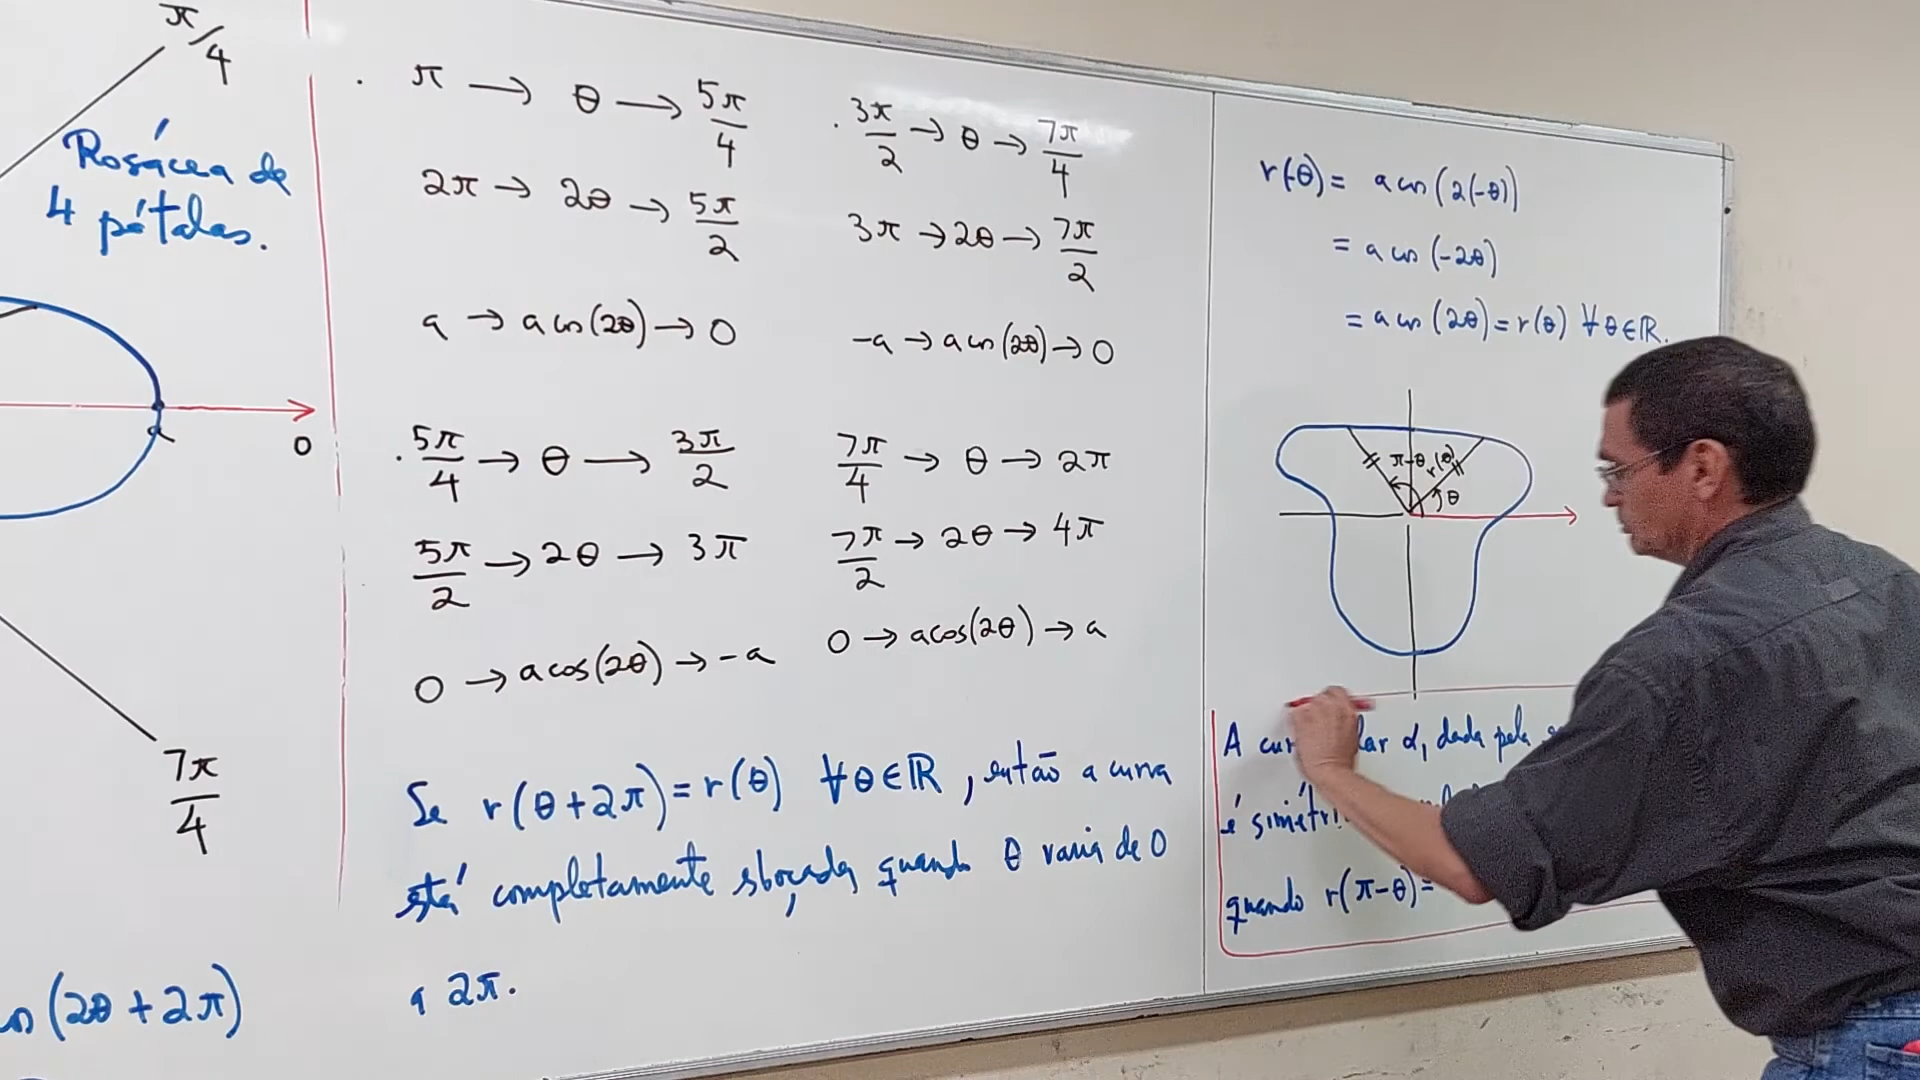 π/4
Rosácea de
4 pétalas.
a
0
7π/4
(2θ + 2π)
. π → θ → 5π/4
2π → 2θ → 5π/2
a → a cos(2θ) → 0
. 5π/4 → θ → 3π/2
5π/2 → 2θ → 3π
0 → a cos(2θ) → -a
. 3π/2 → θ → 7π/4
3π → 2θ → 7π/2
-a → a cos(2θ) → 0
7π/4 → θ → 2π
7π/2 → 2θ → 4π
0 → a cos(2θ) → a
Se r(θ+2π) = r(θ) ∀ θ ∈ ℝ, então a curva
está completamente esboçada quando θ varia de 0
a 2π.
r(-θ) = a cos(2(-θ))
= a cos(-2θ)
= a cos(2θ) = r(θ) ∀ θ ∈ ℝ.
π-θ r(θ)
θ
A α, dada pela
é
quando r(π-θ) =